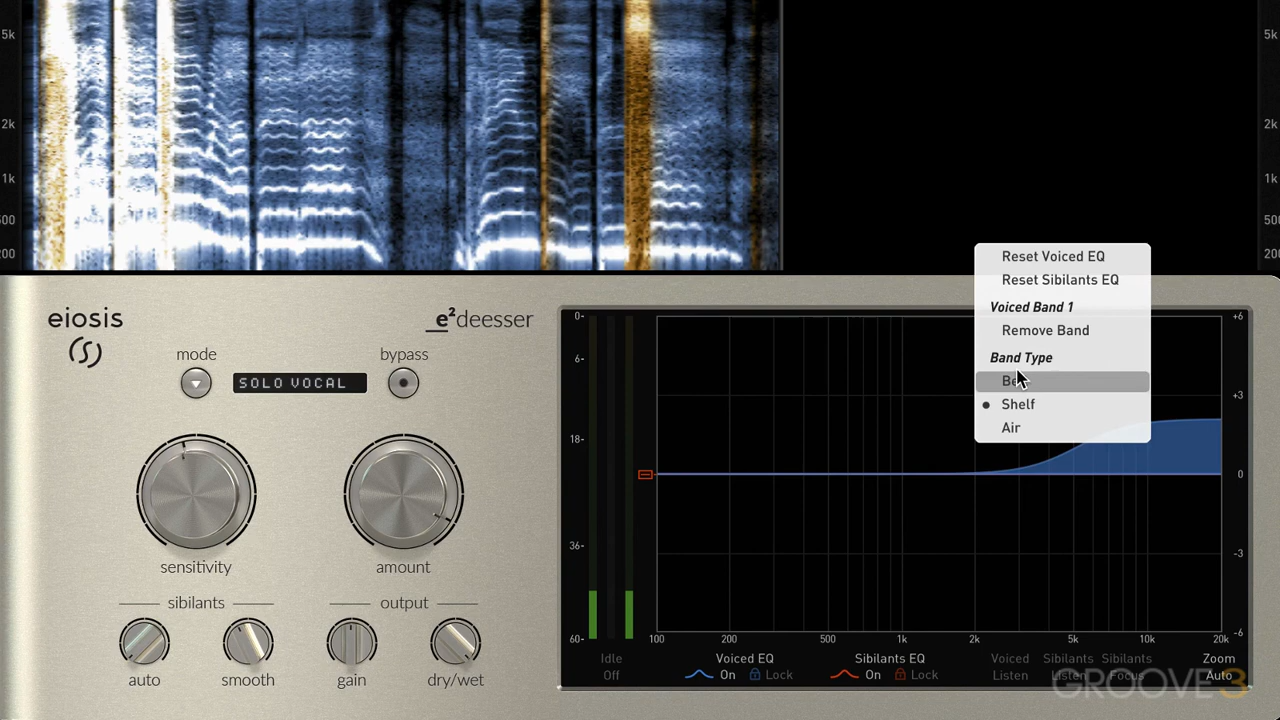 5k
2k
1k
500
200
5k
2k
1k
500
200
eiosis
e²deesser
mode
bypass
SOLO VOCAL
sensitivity
amount
sibilants
output
auto
smooth
gain
dry/wet
Reset Voiced EQ
Reset Sibilants EQ
Voiced Band 1
Remove Band
Band Type
Shelf
Air
0-
6-
18-
36-
60-
+6
+3
0
-3
-6
100 200 500 1k 2k 5k 10k 20k
Idle
Off
Voiced EQ
On Lock
Sibilants EQ
On Lock
Voiced
Listen
Sibilants
Listen
Sibilants
Focus
Zoom
Auto
GROOVE3